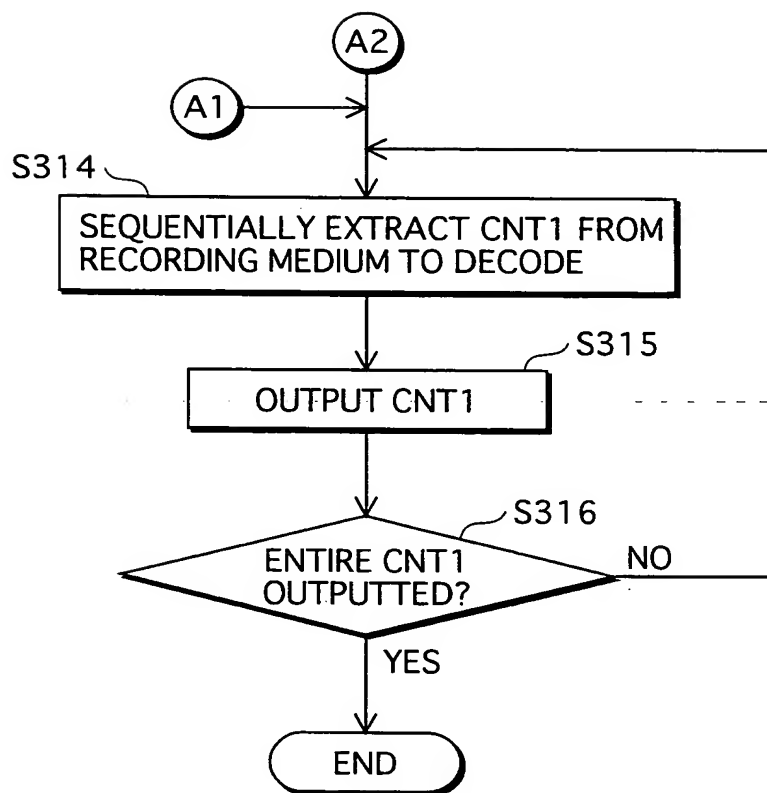 A2
A1
S314
SEQUENTIALLY EXTRACT CNT1 FROM
RECORDING MEDIUM TO DECODE
S315
OUTPUT CNT1
S316
ENTIRE CNT1
OUTPUTTED?
NO
YES
END